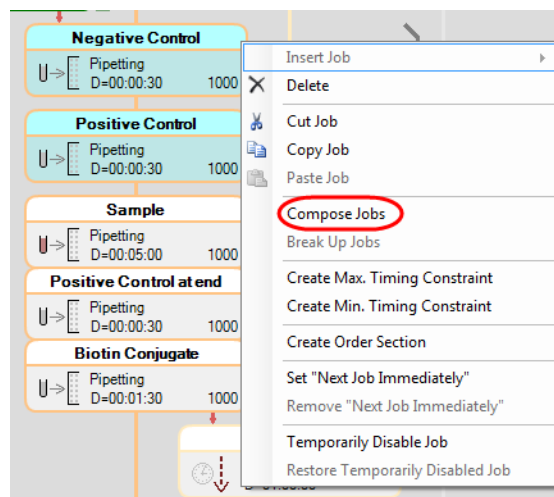 Negative Control
Pipetting
D=00:00:30 1000
Positive Control
Pipetting
D=00:00:30 1000
Sample
Pipetting
D=00:05:00 1000
Positive Control at end
Pipetting
D=00:00:30 1000
Biotin Conjugate
Pipetting
D=00:01:30 1000
Insert Job
Delete
Cut Job
Copy Job
Paste Job
Compose Jobs
Break Up Jobs
Create Max. Timing Constraint
Create Min. Timing Constraint
Create Order Section
Set "Next Job Immediately"
Remove "Next Job Immediately"
Temporarily Disable Job
Restore Temporarily Disabled Job